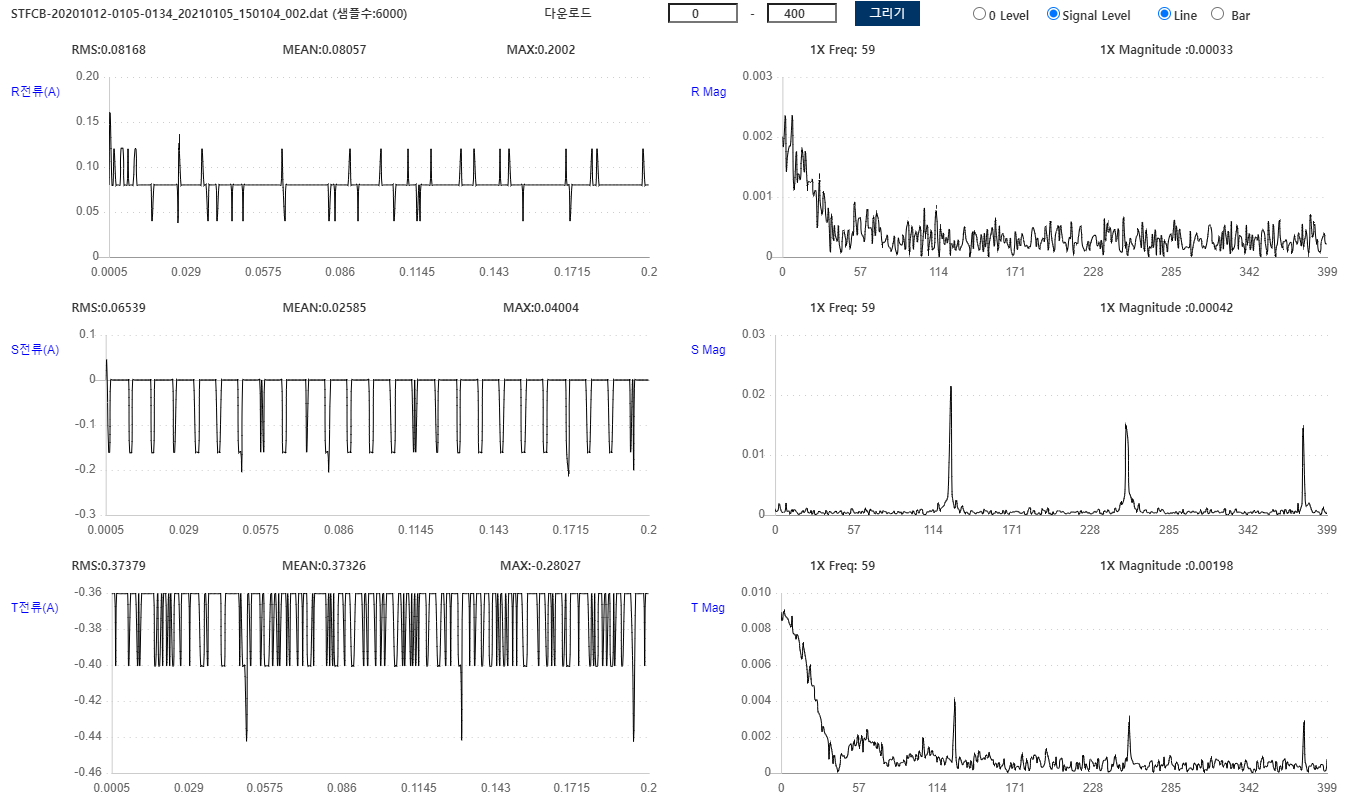 STFCB-20201012-0105-0134_20210105_150104_002.dat (샘플수:6000) 다운로드 0 - 400 그리기 0 Level Signal Level Line Bar
RMS:0.08168 MEAN:0.08057 MAX:0.2002 1X Freq: 59 1X Magnitude :0.00033
R전류(A)
0.20
0.15
0.10
0.05
0
0.0005 0.029 0.0575 0.086 0.1145 0.143 0.1715 0.2
R Mag
0.003
0.002
0.001
0
0 57 114 171 228 285 342 399
RMS:0.06539 MEAN:0.02585 MAX:0.04004 1X Freq: 59 1X Magnitude :0.00042
S전류(A)
0.1
0
-0.1
-0.2
-0.3
0.0005 0.029 0.0575 0.086 0.1145 0.143 0.1715 0.2
S Mag
0.03
0.02
0.01
0
0 57 114 171 228 285 342 399
RMS:0.37379 MEAN:0.37326 MAX:-0.28027 1X Freq: 59 1X Magnitude :0.00198
T전류(A)
-0.36
-0.38
-0.40
-0.42
-0.44
-0.46
0.0005 0.029 0.0575 0.086 0.1145 0.143 0.1715 0.2
T Mag
0.010
0.008
0.006
0.004
0.002
0
0 57 114 171 228 285 342 399